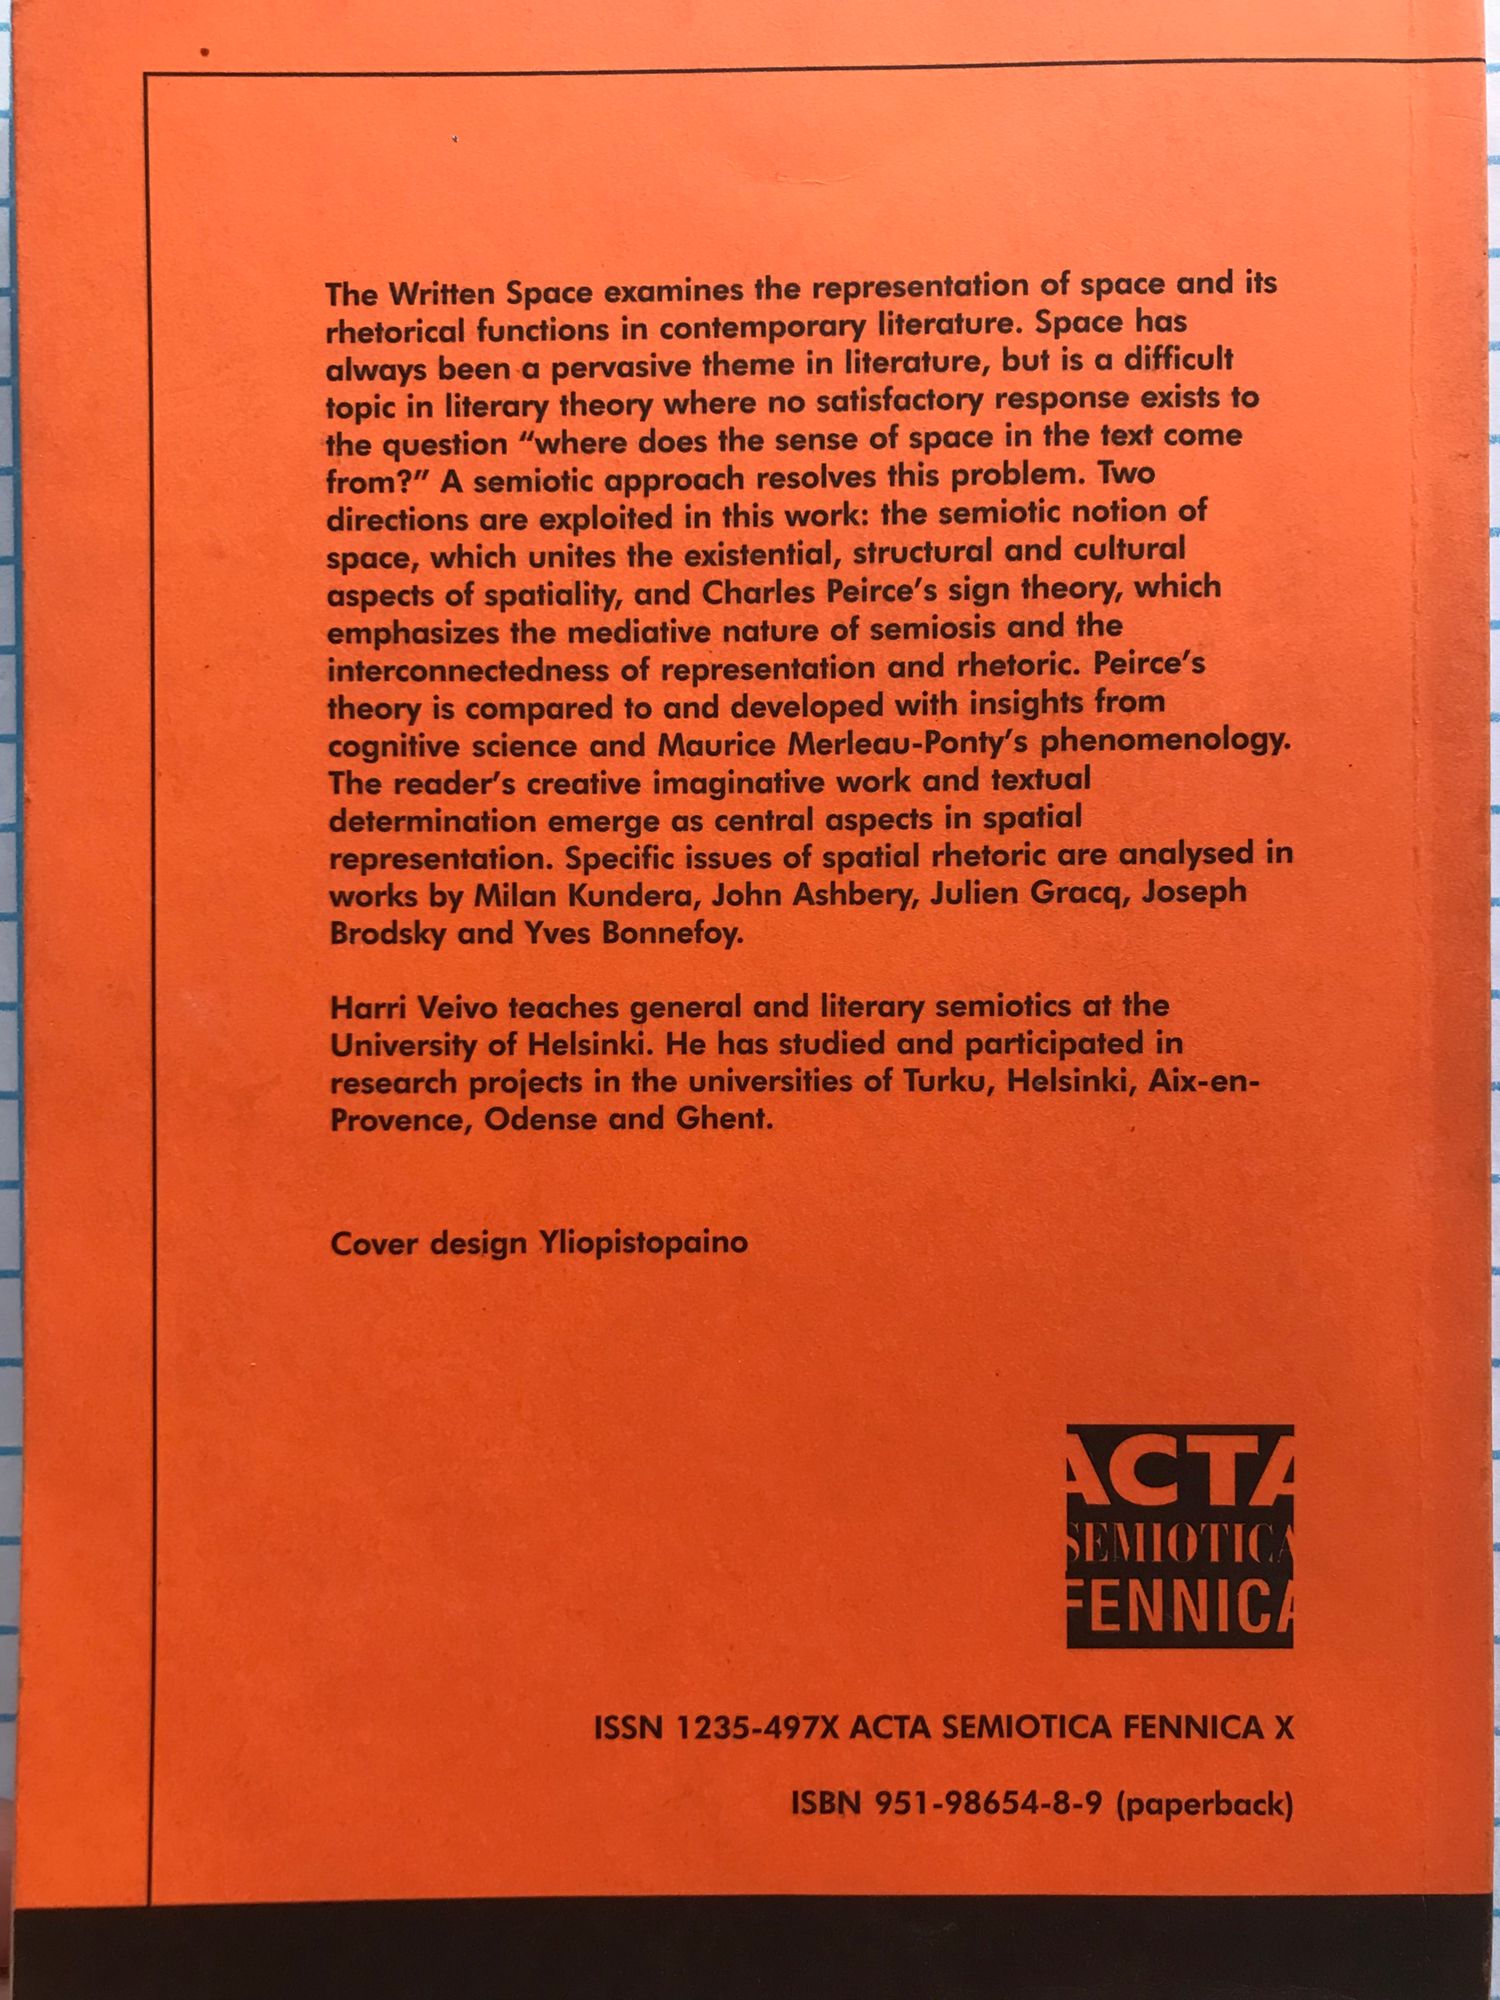 The Written Space examines the representation of space and its
rhetorical functions in contemporary literature. Space has
always been a pervasive theme in literature, but is a difficult
topic in literary theory where no satisfactory response exists to
the question “where does the sense of space in the text come
from?” A semiotic approach resolves this problem. Two
directions are exploited in this work: the semiotic notion of
space, which unites the existential, structural and cultural
aspects of spatiality, and Charles Peirce’s sign theory, which
emphasizes the mediative nature of semiosis and the
interconnectedness of representation and rhetoric. Peirce’s
theory is compared to and developed with insights from
cognitive science and Maurice Merleau-Ponty’s phenomenology.
The reader’s creative imaginative work and textual
determination emerge as central aspects in spatial
representation. Specific issues of spatial rhetoric are analysed in
works by Milan Kundera, John Ashbery, Julien Gracq, Joseph
Brodsky and Yves Bonnefoy.
Harri Veivo teaches general and literary semiotics at the
University of Helsinki. He has studied and participated in
research projects in the universities of Turku, Helsinki, Aix-en-
Provence, Odense and Ghent.
Cover design Yliopistopaino
ACTA
SEMIOTICA
FENNICA
ISSN 1235-497X ACTA SEMIOTICA FENNICA X
ISBN 951-98654-8-9 (paperback)